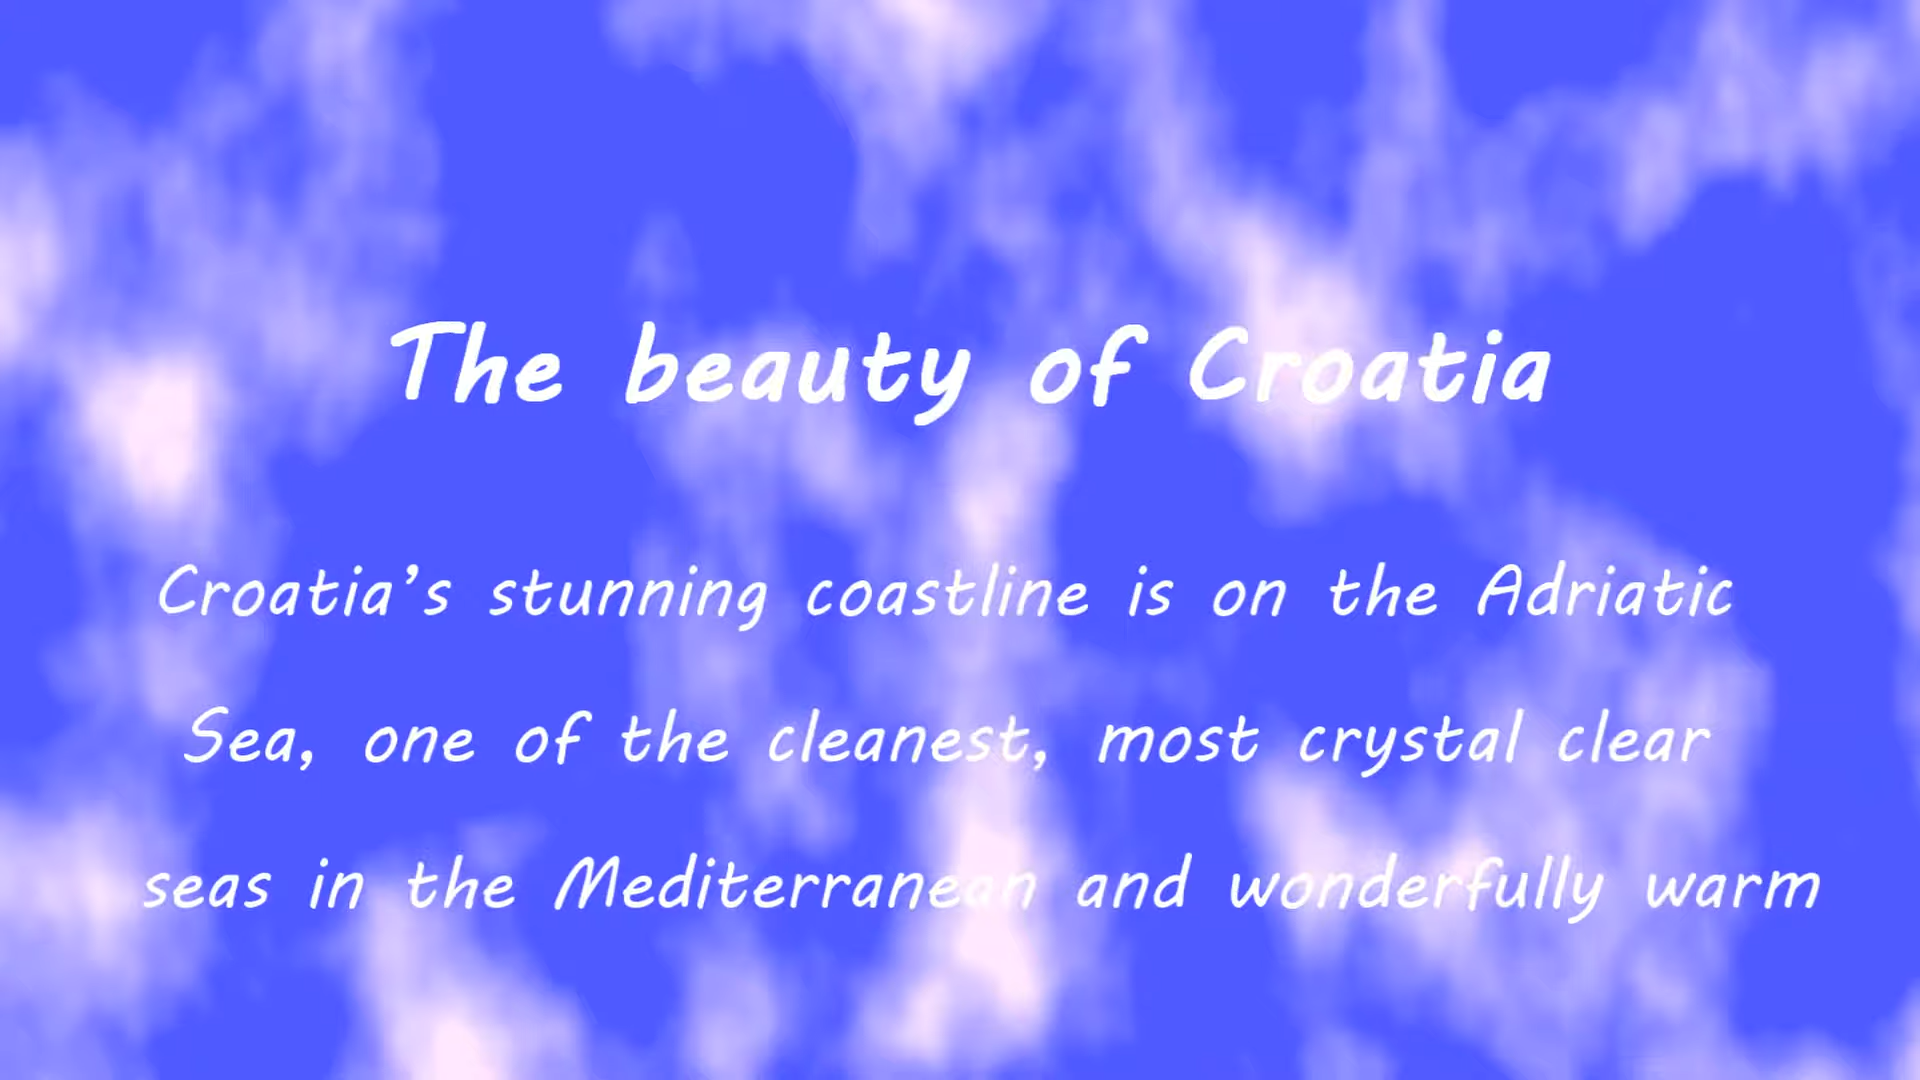 The beauty of Croatia
Croatia’s stunning coastline is on the Adriatic
Sea, one of the cleanest, most crystal clear
seas in the Mediterranean and wonderfully warm